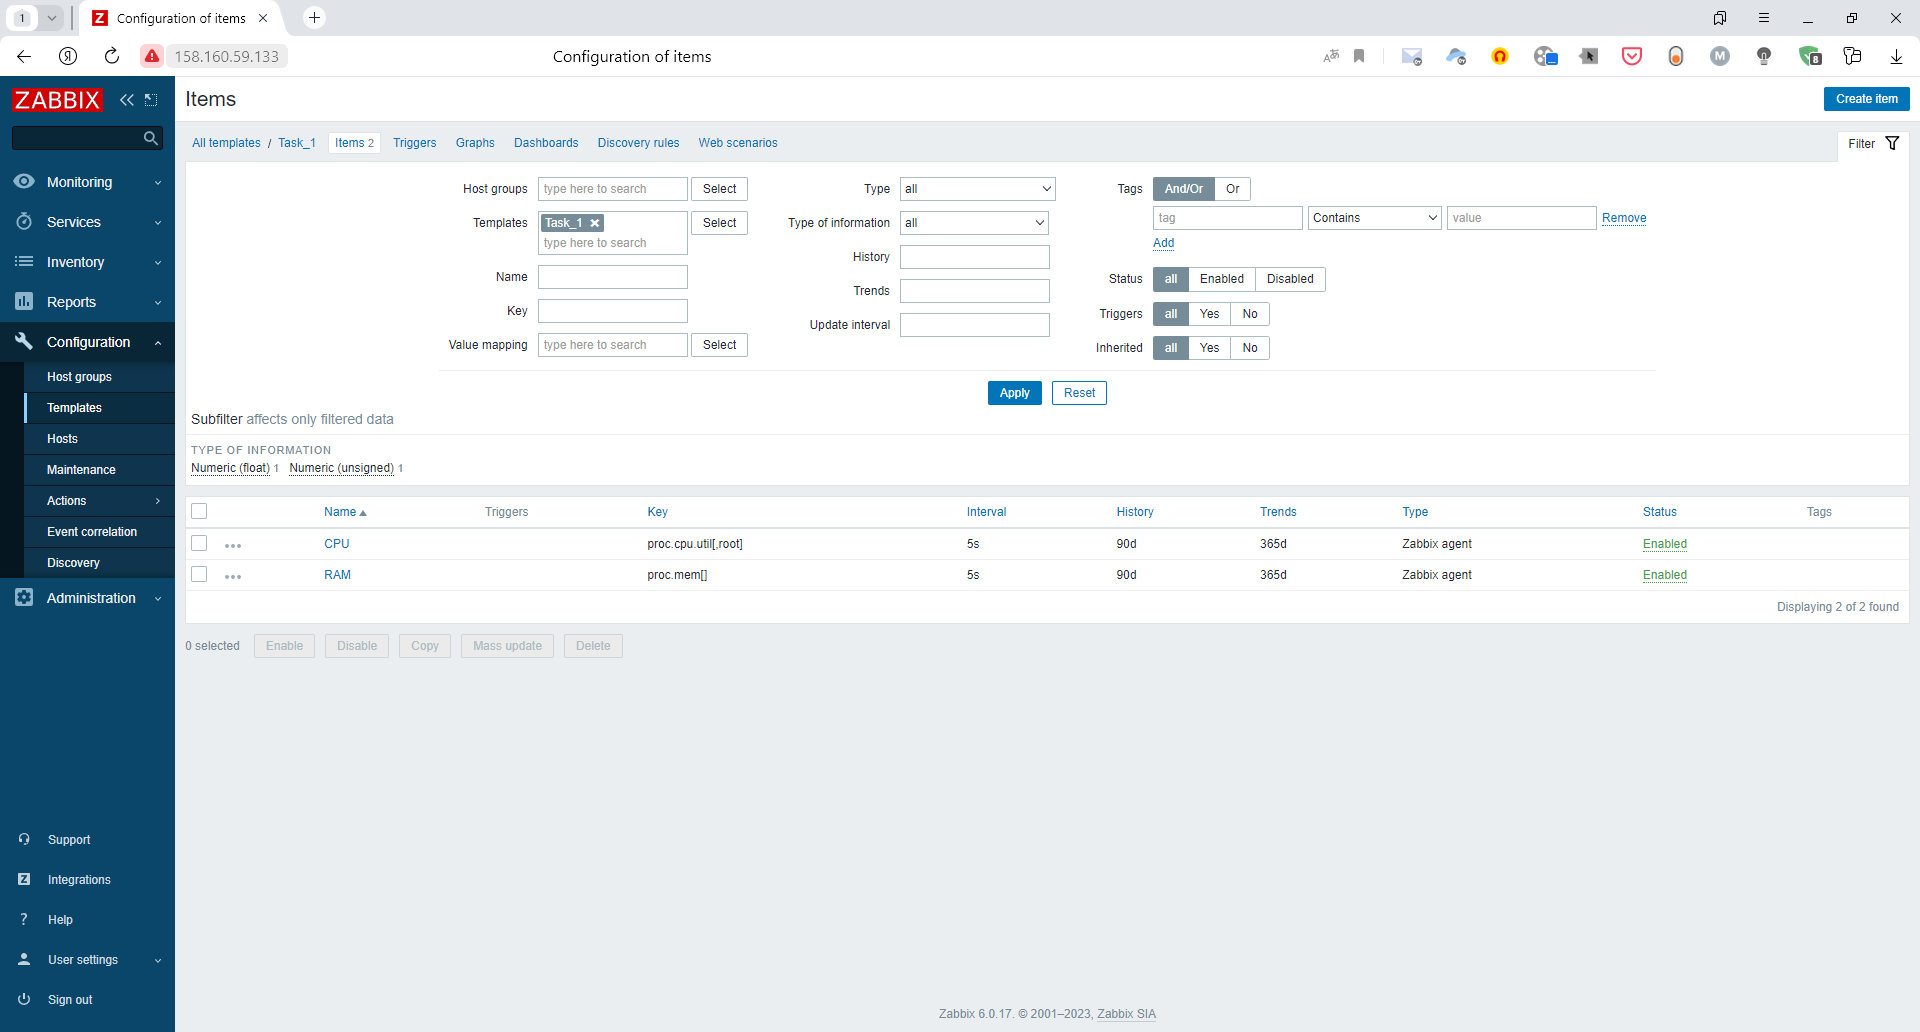 1
Configuration of items
158.160.59.133
Configuration of items
8
ZABBIX
Items
Create item
Monitoring
Services
Inventory
Reports
Configuration
Host groups
Templates
Hosts
Maintenance
Actions
Event correlation
Discovery
Administration
Support
Integrations
Help
User settings
Sign out
All templates / Task_1 Items 2 Triggers Graphs Dashboards Discovery rules Web scenarios
Filter
Host groups type here to search Select
Templates Task_1 Select
type here to search
Name
Key
Value mapping type here to search Select
Type all
Type of information all
History
Trends
Update interval
Tags And/Or Or
tag Contains value Remove
Add
Status all Enabled Disabled
Triggers all Yes No
Inherited all Yes No
Apply Reset
Subfilter affects only filtered data
TYPE OF INFORMATION
Numeric (float) 1 Numeric (unsigned) 1
Name Triggers Key Interval History Trends Type Status Tags
CPU proc.cpu.util[,root] 5s 90d 365d Zabbix agent Enabled
RAM proc.mem[] 5s 90d 365d Zabbix agent Enabled
Displaying 2 of 2 found
0 selected Enable Disable Copy Mass update Delete
Zabbix 6.0.17. © 2001–2023, Zabbix SIA